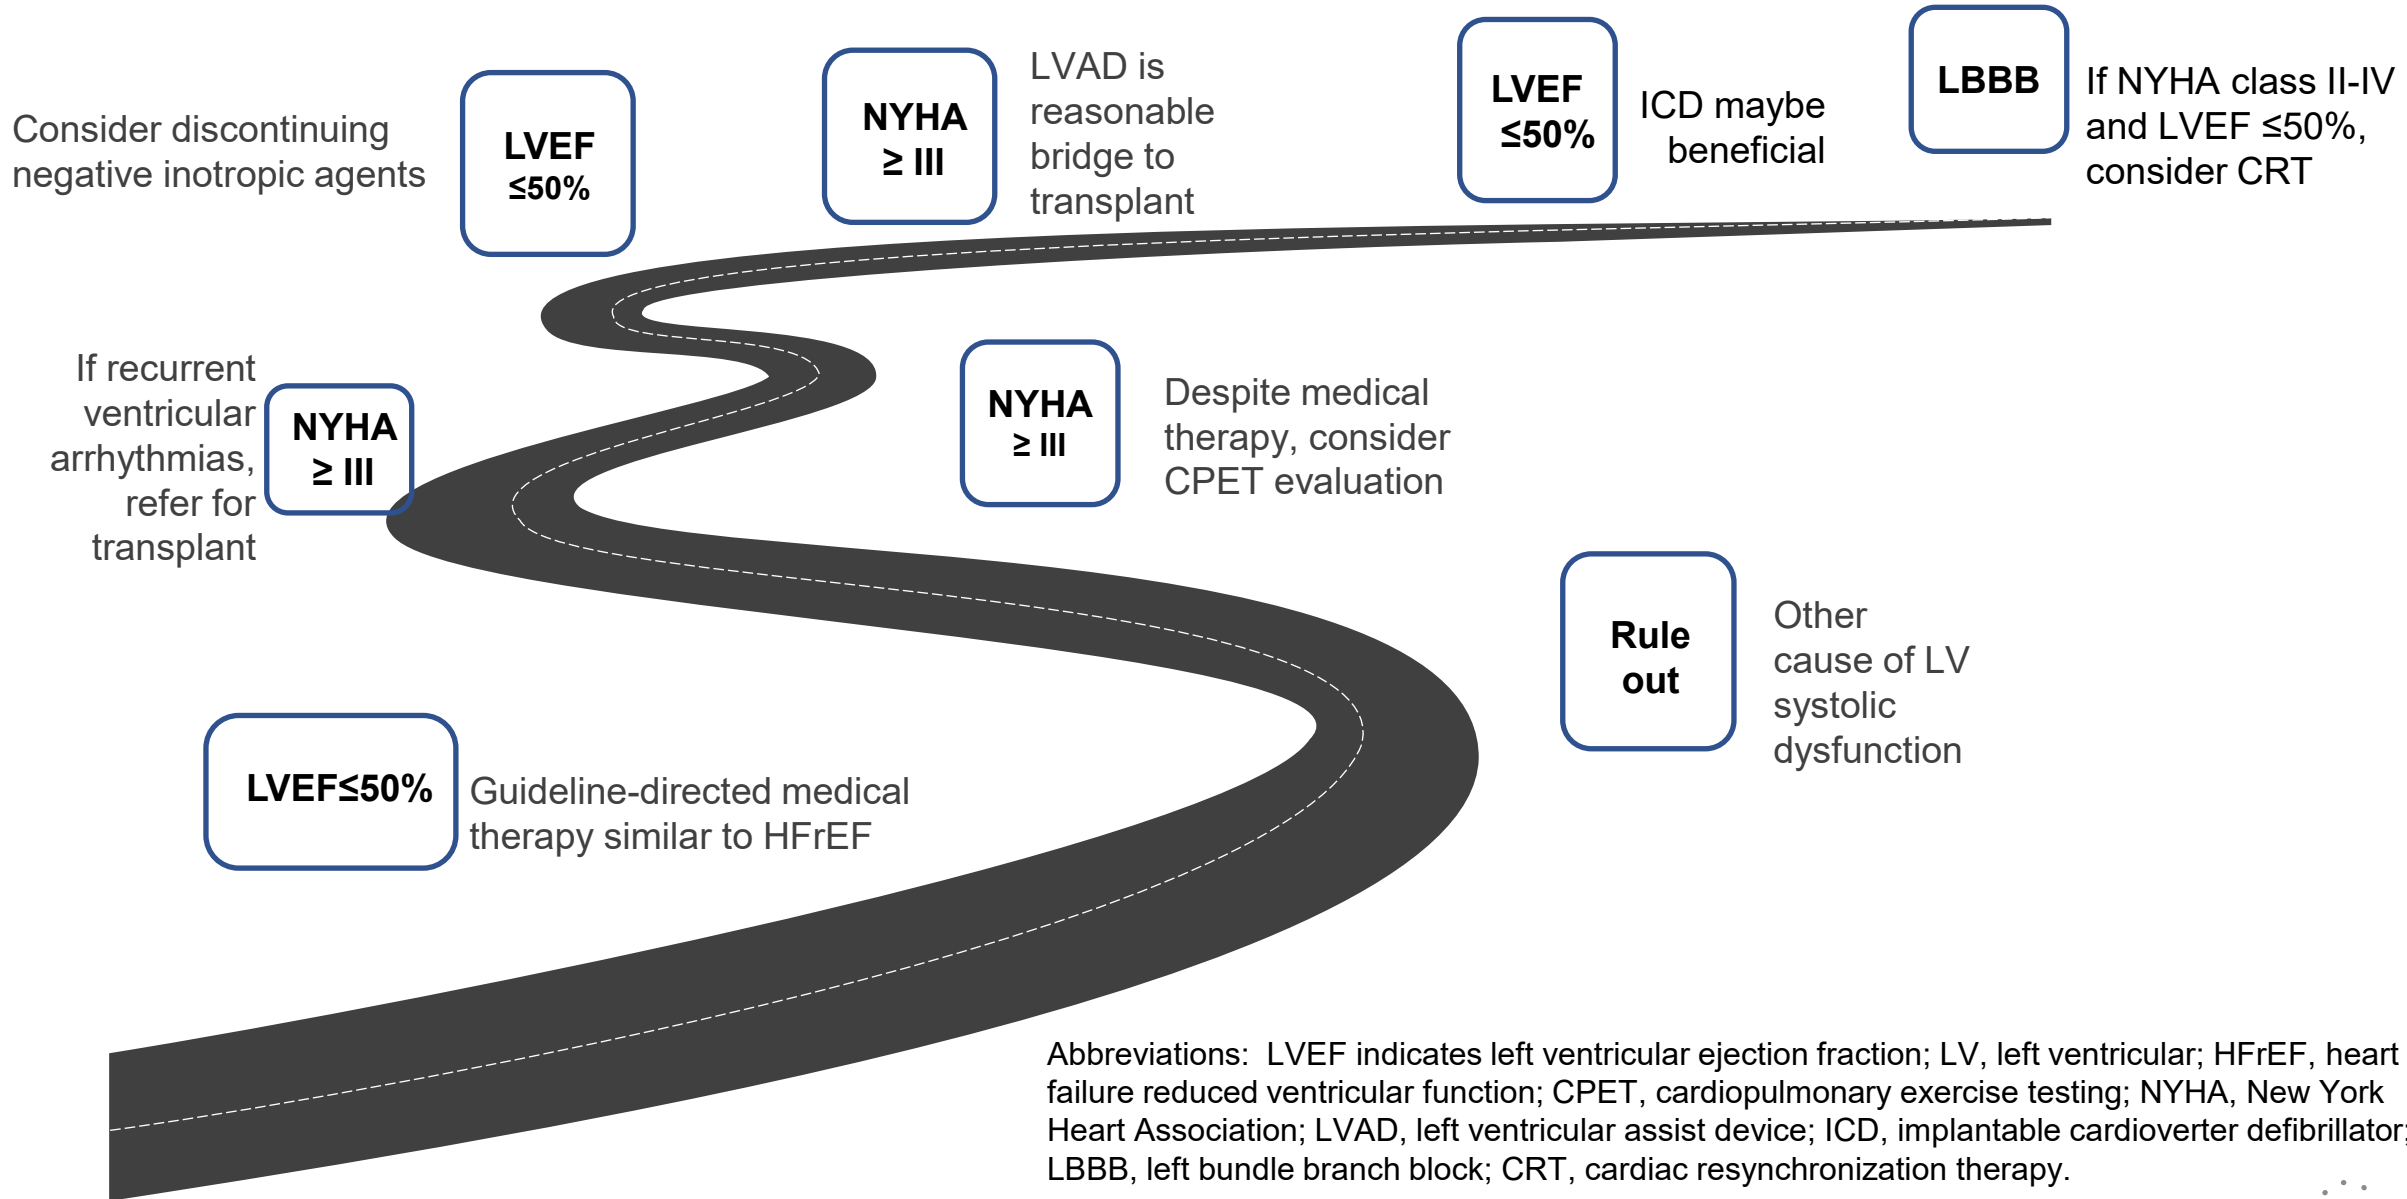 Consider discontinuing
negative inotropic agents
LVEF
≤50%
NYHA
≥ III
LVAD is
reasonable
bridge to
transplant
LVEF
≤50%
ICD maybe
beneficial
LBBB
If NYHA class II-IV
and LVEF ≤50%,
consider CRT
If recurrent
ventricular
arrhythmias,
refer for
transplant
NYHA
≥ III
NYHA
≥ III
Despite medical
therapy, consider
CPET evaluation
Rule
out
Other
cause of LV
systolic
dysfunction
LVEF≤50%
Guideline-directed medical
therapy similar to HFrEF
Abbreviations:  LVEF indicates left ventricular ejection fraction; LV, left ventricular; HFrEF, heart
failure reduced ventricular function; CPET, cardiopulmonary exercise testing; NYHA, New York
Heart Association; LVAD, left ventricular assist device; ICD, implantable cardioverter defibrillator;
LBBB, left bundle branch block; CRT, cardiac resynchronization therapy.